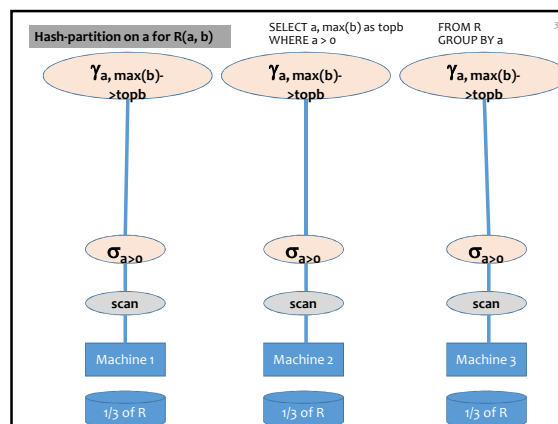 Hash-partition on a for R(a, b)
SELECT a, max(b) as topb
FROM R
WHERE a > 0
GROUP BY a
3
γa, max(b)-
>topb
γa, max(b)-
>topb
γa, max(b)-
>topb
σa>0
σa>0
σa>0
scan
scan
scan
Machine 1
Machine 2
Machine 3
1/3 of R
1/3 of R
1/3 of R